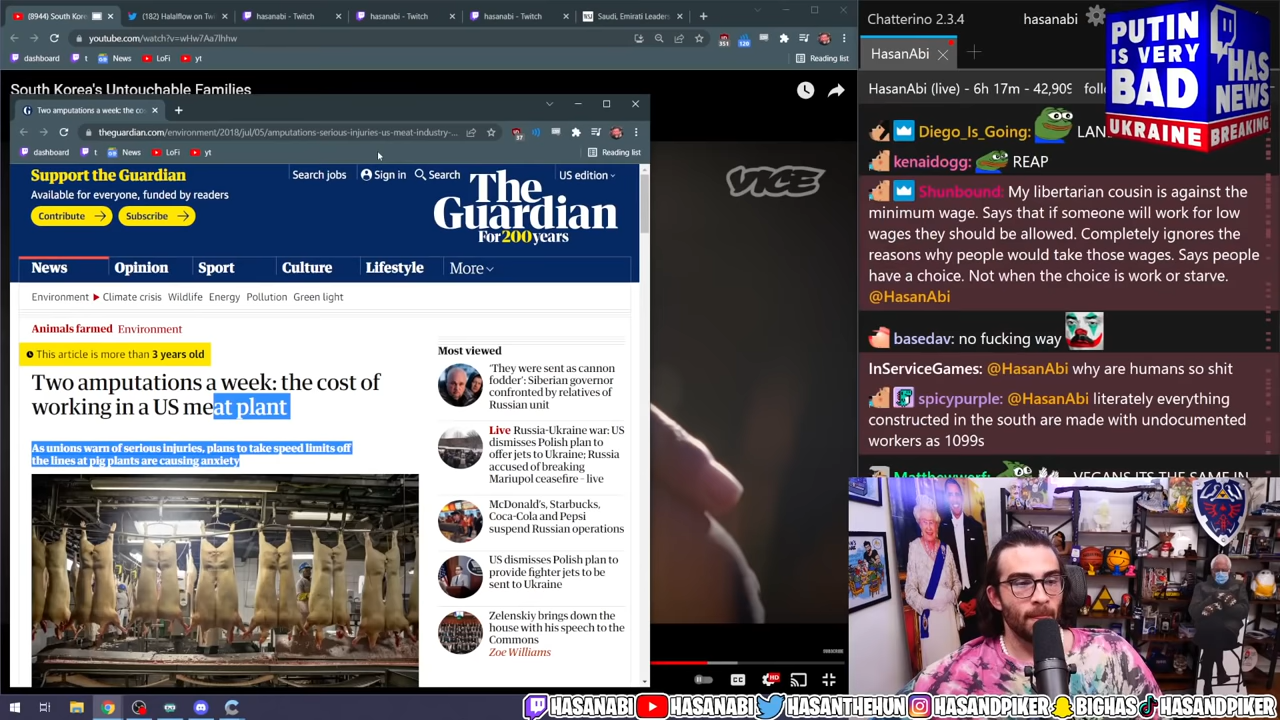 (8944) South Kore
(182) Halalflow on Tw
hasanabi - Twitch
hasanabi - Twitch
hasanabi - Twitch
Saudi, Emirati Leader
youtube.com/watch?v=wHw7Aa7lhhw
dashboard
t
News
LoFi
yt
Reading list
South Korea's Untouchable Families
Two amputations a week: the co
theguardian.com/environment/2018/jul/05/amputations-serious-injuries-us-meat-industry-...
dashboard
t
News
LoFi
yt
Reading list
Support the Guardian
Available for everyone, funded by readers
Contribute
Subscribe
Search jobs
Sign in
Search
US edition
The
Guardian
For 200 years
News
Opinion
Sport
Culture
Lifestyle
More
Environment
Climate crisis
Wildlife
Energy
Pollution
Green light
Animals farmed
Environment
This article is more than 3 years old
Two amputations a week: the cost of
working in a US meat plant
As unions warn of serious injuries, plans to take speed limits off
the lines at pig plants are causing anxiety
Most viewed
'They were sent as cannon
fodder': Siberian governor
confronted by relatives of
Russian unit
Live Russia-Ukraine war: US
dismisses Polish plan to
offer jets to Ukraine; Russia
accused of breaking
Mariupol ceasefire – live
McDonald's, Starbucks,
Coca-Cola and Pepsi
suspend Russian operations
US dismisses Polish plan to
provide fighter jets to be
sent to Ukraine
Zelenskiy brings down the
house with his speech to the
Commons
Zoe Williams
VICE
CC
HD
Chatterino 2.3.4
hasanabi
HasanAbi
HasanAbi (live) - 6h 17m - 42,909
PUTIN
IS VERY
BAD
HAS
NEWS
UKRAINE BREAKING
Diego_Is_Going:
kenaidogg: REAP
Shunbound: My libertarian cousin is against the
minimum wage. Says that if someone will work for low
wages they should be allowed. Completely ignores the
reasons why people would take those wages. Says people
have a choice. Not when the choice is work or starve.
@HasanAbi
basedav: no fucking way
InServiceGames: @HasanAbi why are humans so shit
spicypurple: @HasanAbi literately everything
constructed in the south are made with undocumented
workers as 1099s
VEGANS ITS THE SAME IN
HASANABI
HASANABI
HASANTHEHUN
HASANDPIKER
BIGHAS
HASANDPIKER